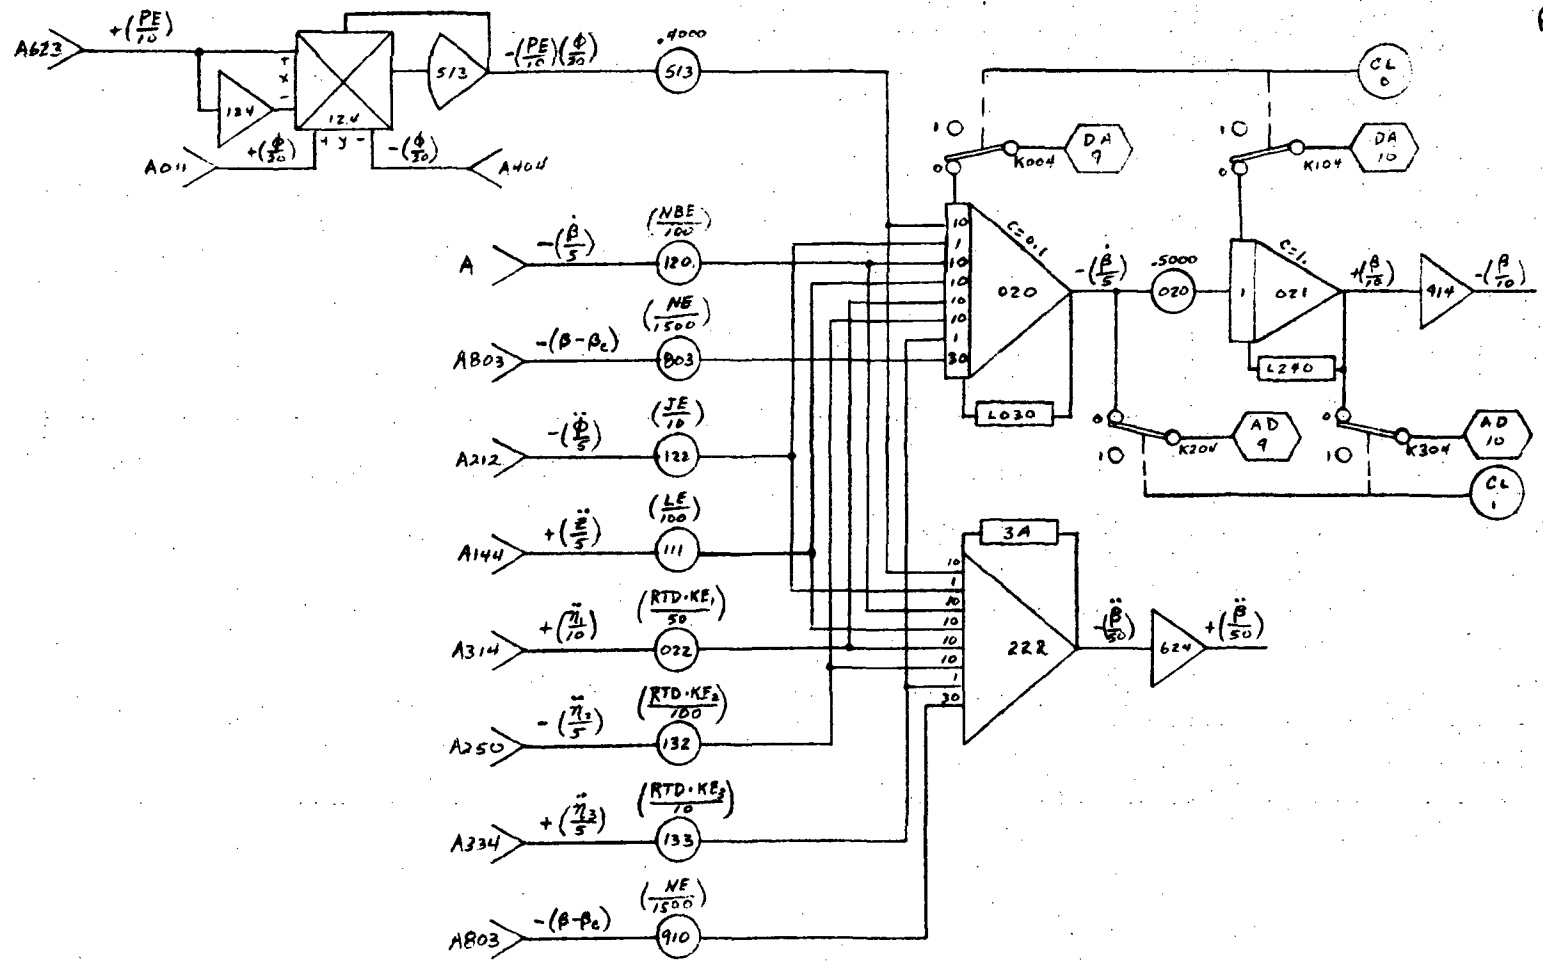 A623
+(PE/10)
124
+ x -
12.4
+ y -
513
-(PE/10)(φ/30)
.4000
513
A011
+(φ/30)
-(φ/30)
A404
CL 0
1
0
K004
DA 9
1
0
K104
DA 10
A
-(β̇/5)
(NBE/100)
120.
A803
-(β-βc)
(NE/1500)
803
A212
-(φ̈/5)
(JE/10)
122
A144
(LE/100)
111
A314
+(η̈1/10)
(RTD·KE1/50)
022
A250
-(η̈2/5)
(RTD·KE2/100)
132
A334
+(η̈3/5)
(RTD·KE3/10)
133
A803
-(β-βc)
(NE/1500)
910
10
1
10
10
10
10
1
30
C=0.1
020
L030
-(β̇/5)
.5000
020
1
C=1.
021
L240
+(β/10)
914
-(β/10)
0
1
K204
AD 9
0
1
K304
AD 10
CL 1
3A
10
1
10
10
10
10
1
30
222
-(β̈/50)
624
+(β̈/50)